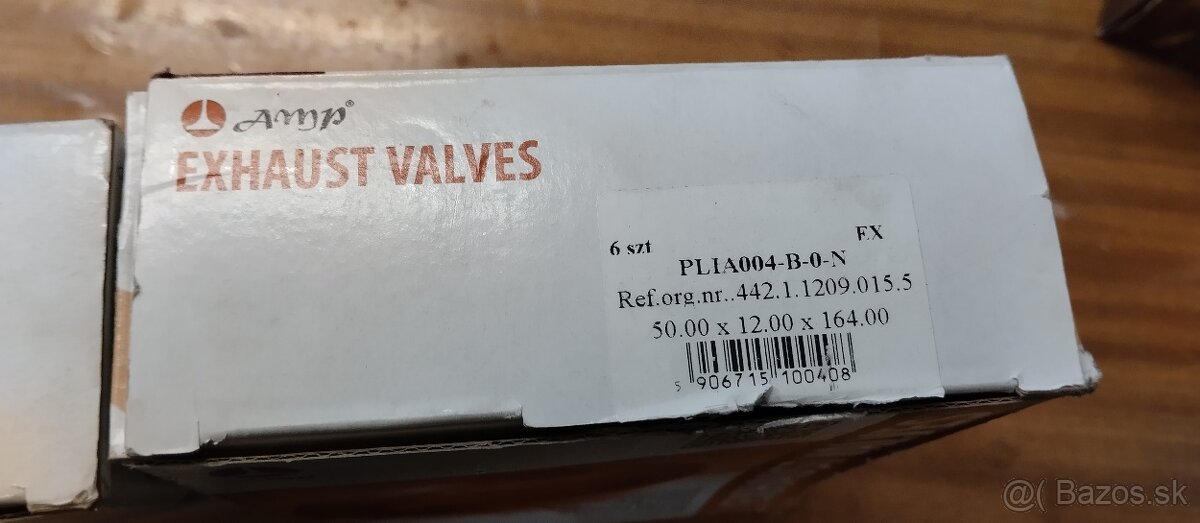 Amp®
EXHAUST VALVES
6 szt EX
PLIA004-B-0-N
Ref.org.nr..442.1.1209.015.5
50.00 x 12.00 x 164.00
5 906715 100408
@( Bazos.sk